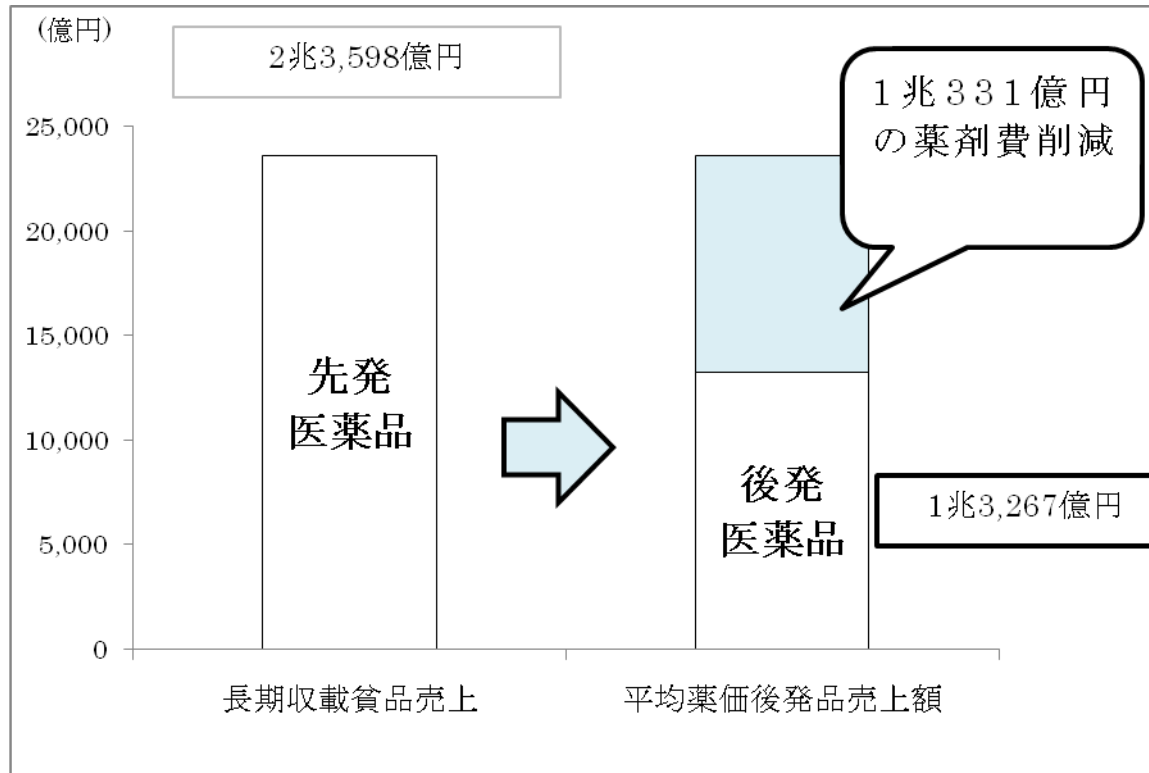 (億円)
2兆3,598億円
1兆331億円
の薬剤費削減
25,000
20,000
15,000
10,000
5,000
0
先発
医薬品
後発
医薬品
1兆3,267億円
長期収載貧品売上
平均薬価後発品売上額